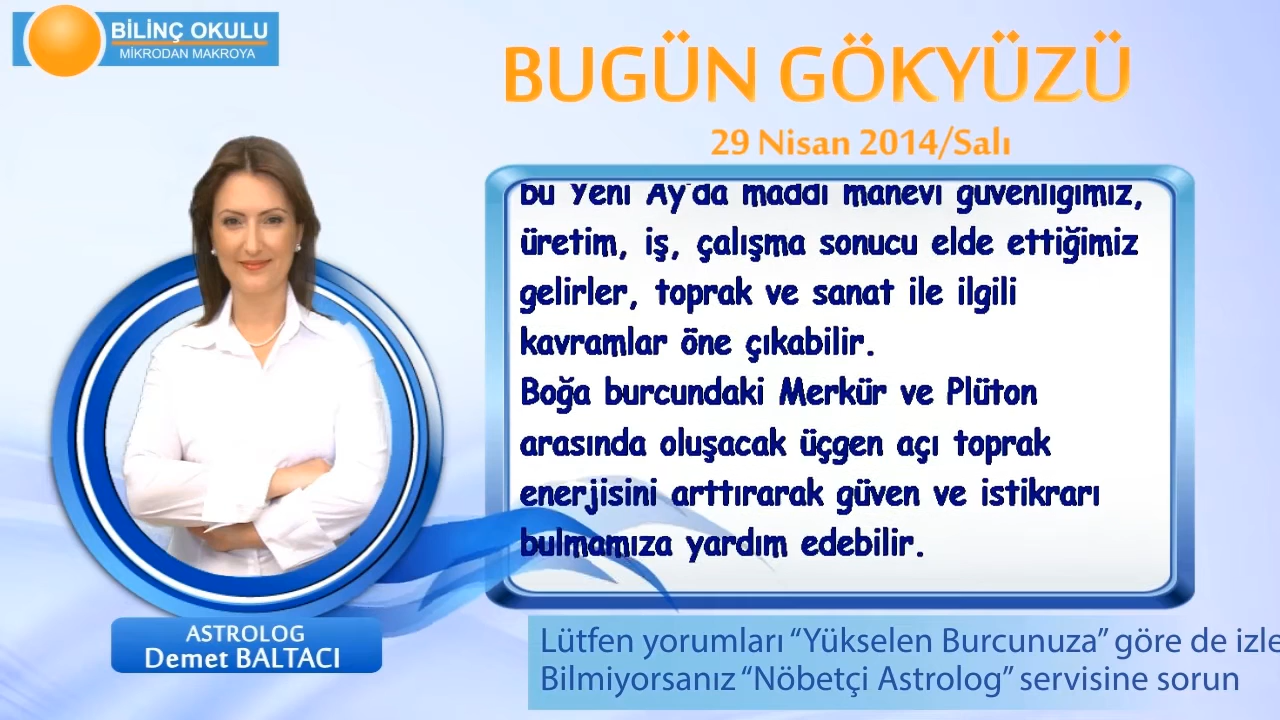 BİLİNÇ OKULU
MİKRODAN MAKROYA
BUGÜN GÖKYÜZÜ
29 Nisan 2014/Salı
bu Yeni Ay'da maddi manevi güvenliğimiz,
üretim, iş, çalışma sonucu elde ettiğimiz
gelirler, toprak ve sanat ile ilgili
kavramlar öne çıkabilir.
Boğa burcundaki Merkür ve Plüton
arasında oluşacak üçgen açı toprak
enerjisini arttırarak güven ve istikrarı
bulmamıza yardım edebilir.
ASTROLOG
Demet BALTACI
Lütfen yorumları “Yükselen Burcunuza” göre de izle
Bilmiyorsanız “Nöbetçi Astrolog” servisine sorun